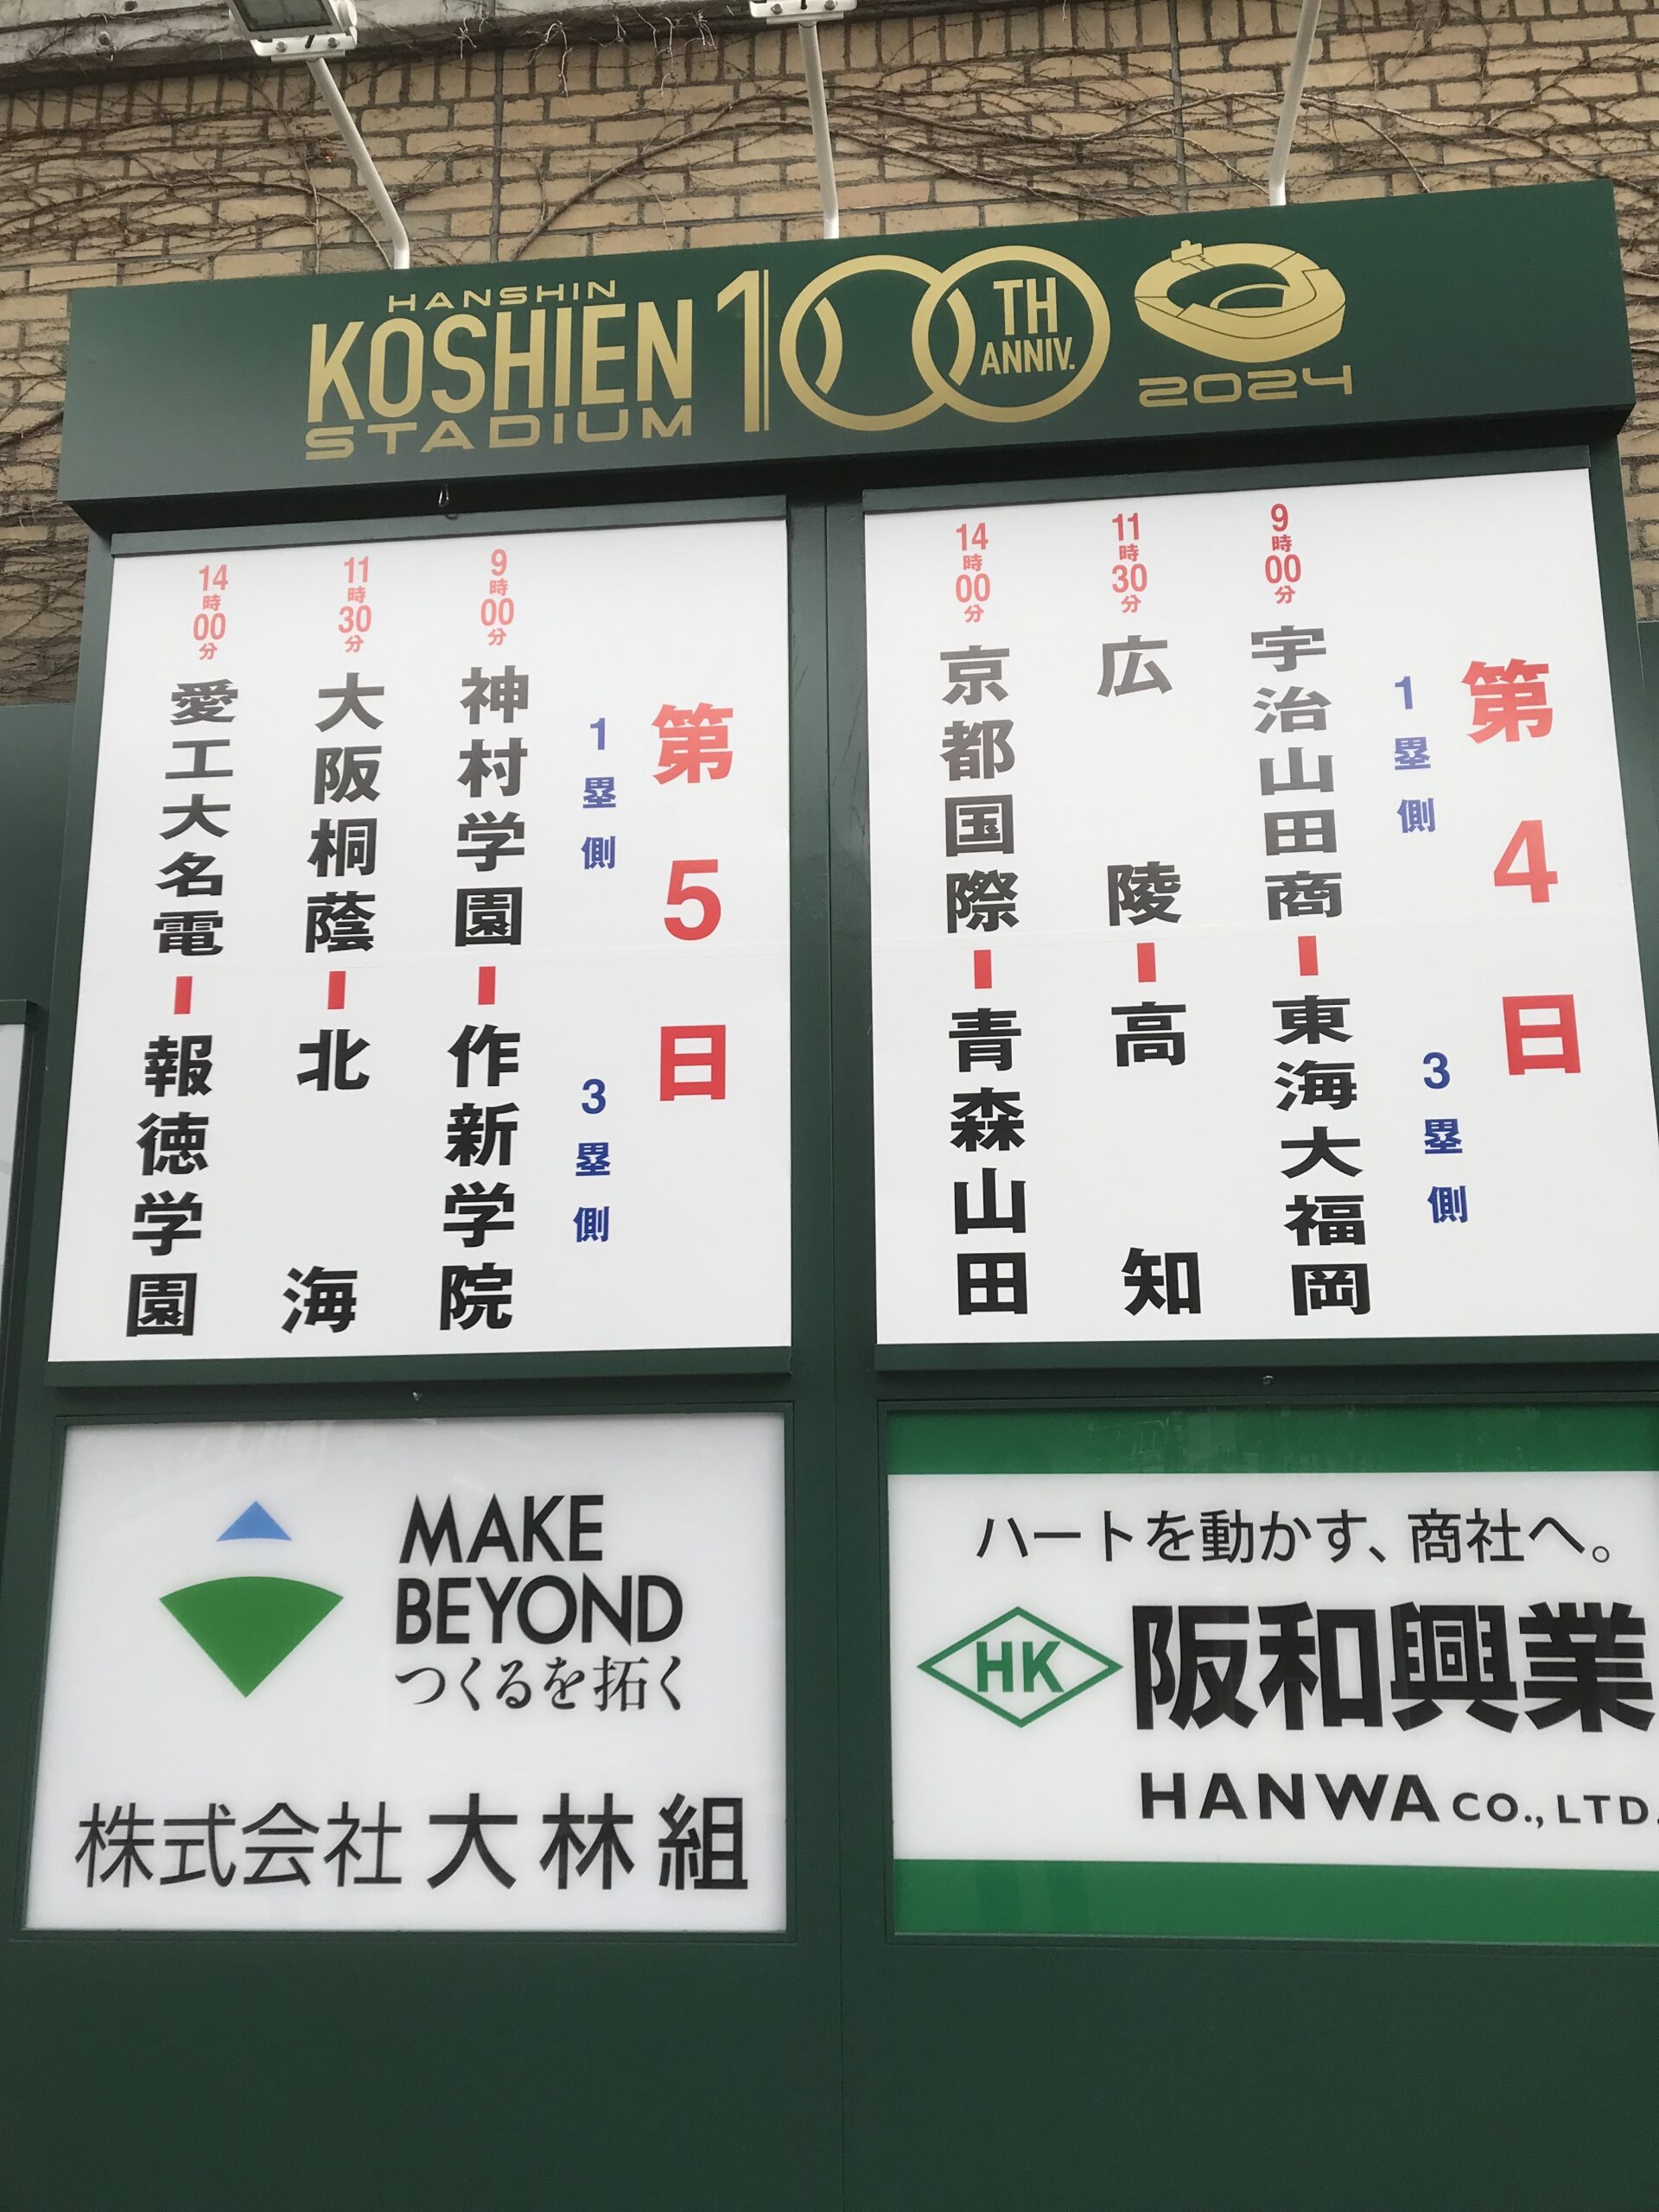 HANSHIN
KOSHIEN
STADIUM
100
TH
ANNIV.
2024
第4日
1塁側
3塁側
9時00分 宇治山田商 - 東海大福岡
11時30分 広陵 - 高知
14時00分 京都国際 - 青森山田
第5日
1塁側
3塁側
9時00分 神村学園 - 作新学院
11時30分 大阪桐蔭 - 北海
14時00分 愛工大名電 - 報徳学園
MAKE
BEYOND
つくるを拓く
株式会社 大林組
ハートを動かす、商社へ。
HK 阪和興業
HANWA CO., LTD.